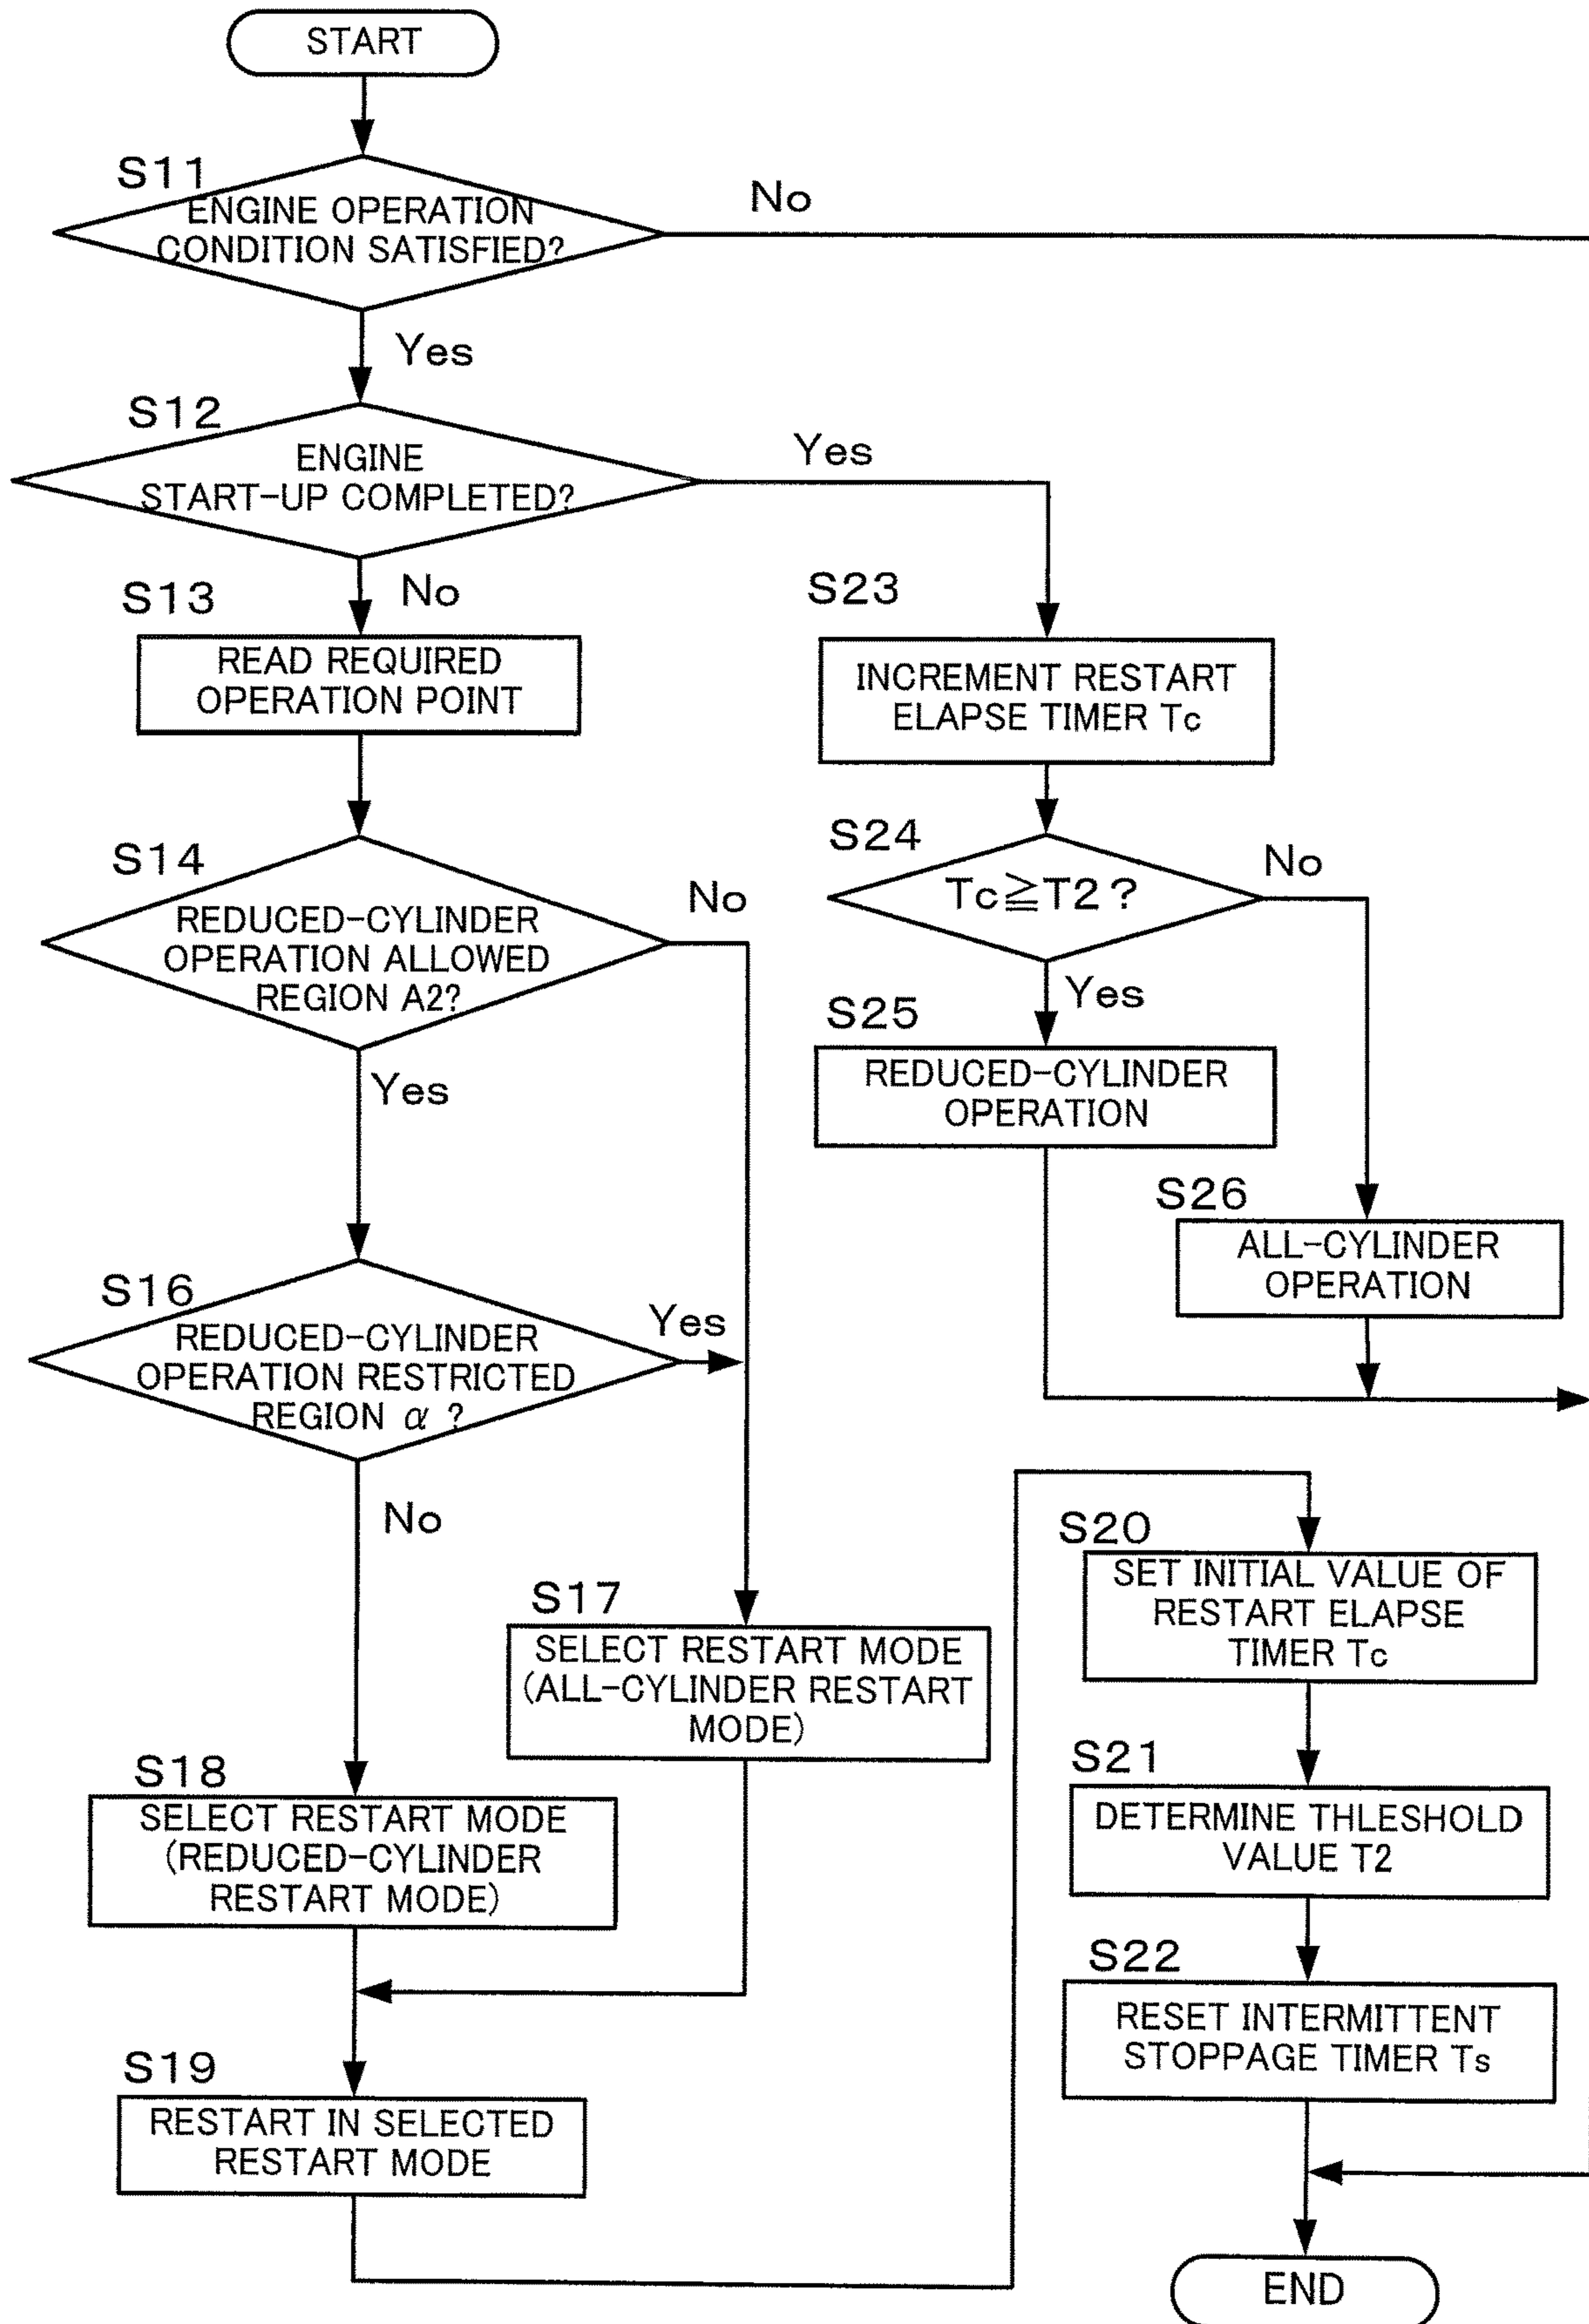 START
S11
ENGINE OPERATION
CONDITION SATISFIED?
No
Yes
S12
ENGINE
START-UP COMPLETED?
Yes
No
S13
READ REQUIRED
OPERATION POINT
S23
INCREMENT RESTART
ELAPSE TIMER Tc
S14
REDUCED-CYLINDER
OPERATION ALLOWED
REGION A2?
No
Yes
S24
Tc≧T2?
No
Yes
S25
REDUCED-CYLINDER
OPERATION
S26
ALL-CYLINDER
OPERATION
S16
REDUCED-CYLINDER
OPERATION RESTRICTED
REGION α ?
Yes
No
S17
SELECT RESTART MODE
(ALL-CYLINDER RESTART
MODE)
S18
SELECT RESTART MODE
(REDUCED-CYLINDER
RESTART MODE)
S19
RESTART IN SELECTED
RESTART MODE
S20
SET INITIAL VALUE OF
RESTART ELAPSE
TIMER Tc
S21
DETERMINE THLESHOLD
VALUE T2
S22
RESET INTERMITTENT
STOPPAGE TIMER Ts
END